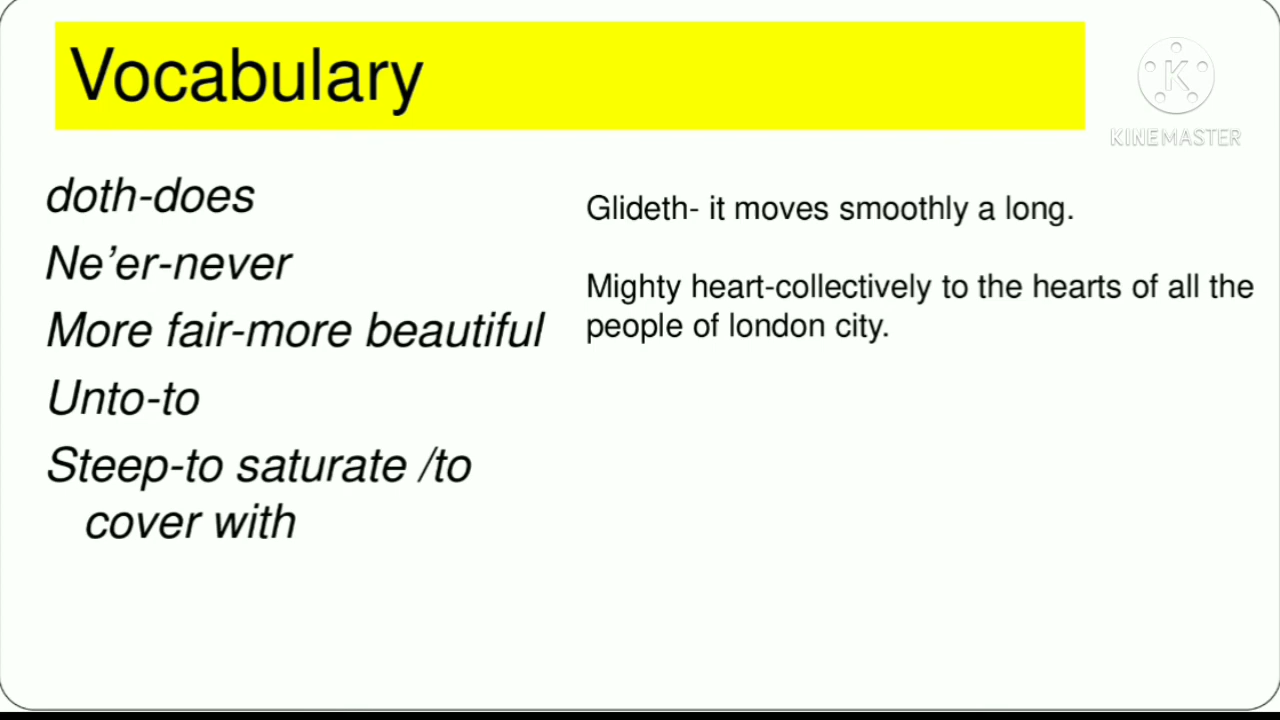 Vocabulary
K
KINEMASTER
doth-does
Ne’er-never
More fair-more beautiful
Unto-to
Steep-to saturate /to
cover with
Glideth- it moves smoothly a long.
Mighty heart-collectively to the hearts of all the
people of london city.